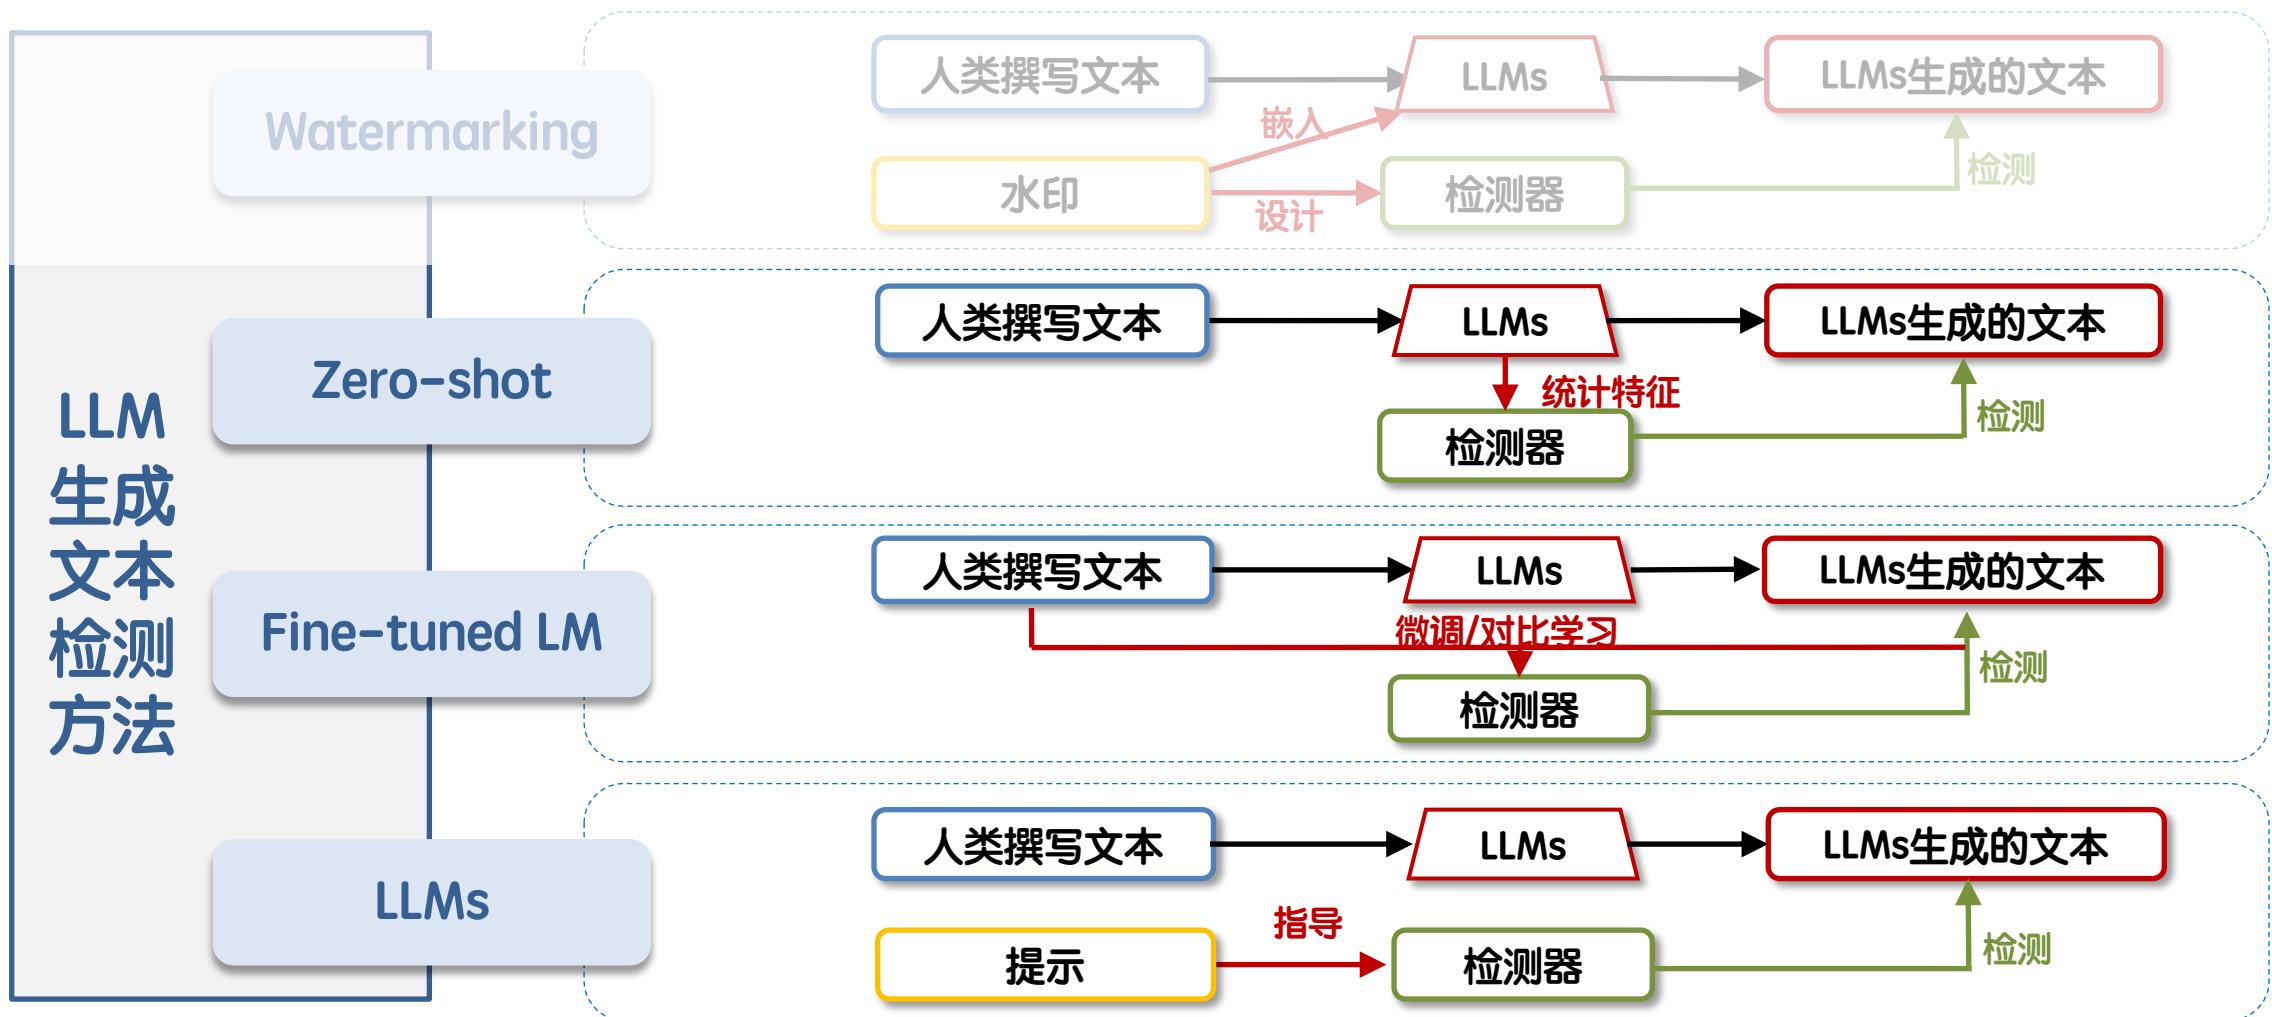 LLM
生成
文本
检测
方法
Watermarking
人类撰写文本
LLMs
LLMs生成的文本
嵌入
水印
设计
检测器
检测
Zero-shot
人类撰写文本
LLMs
LLMs生成的文本
统计特征
检测器
检测
Fine-tuned LM
人类撰写文本
LLMs
LLMs生成的文本
微调/对比学习
检测器
检测
LLMs
人类撰写文本
LLMs
LLMs生成的文本
提示
指导
检测器
检测